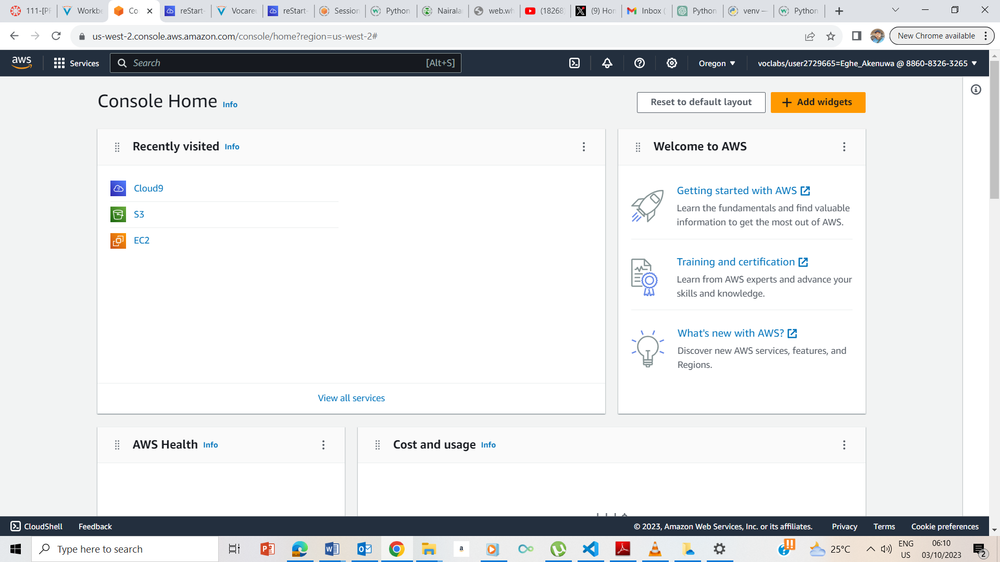 111-[PF
Workbe
Co
reStart-
Vocareu
reStart-
Session
Python
Nairala
web.wh
(18268)
(9) Hom
Inbox (
Python
venv —
Python
us-west-2.console.aws.amazon.com/console/home?region=us-west-2#
New Chrome available
aws
Services
Search
[Alt+S]
Oregon
voclabs/user2729665=Eghe_Akenuwa @ 8860-8326-3265
Console Home Info
Reset to default layout
Add widgets
Recently visited Info
Cloud9
S3
EC2
View all services
Welcome to AWS
Getting started with AWS
Learn the fundamentals and find valuable
information to get the most out of AWS.
Training and certification
Learn from AWS experts and advance your
skills and knowledge.
What's new with AWS?
Discover new AWS services, features, and
Regions.
AWS Health Info
Cost and usage Info
CloudShell
Feedback
© 2023, Amazon Web Services, Inc. or its affiliates.
Privacy
Terms
Cookie preferences
Type here to search
a
25°C
ENG
US
06:10
03/10/2023
2